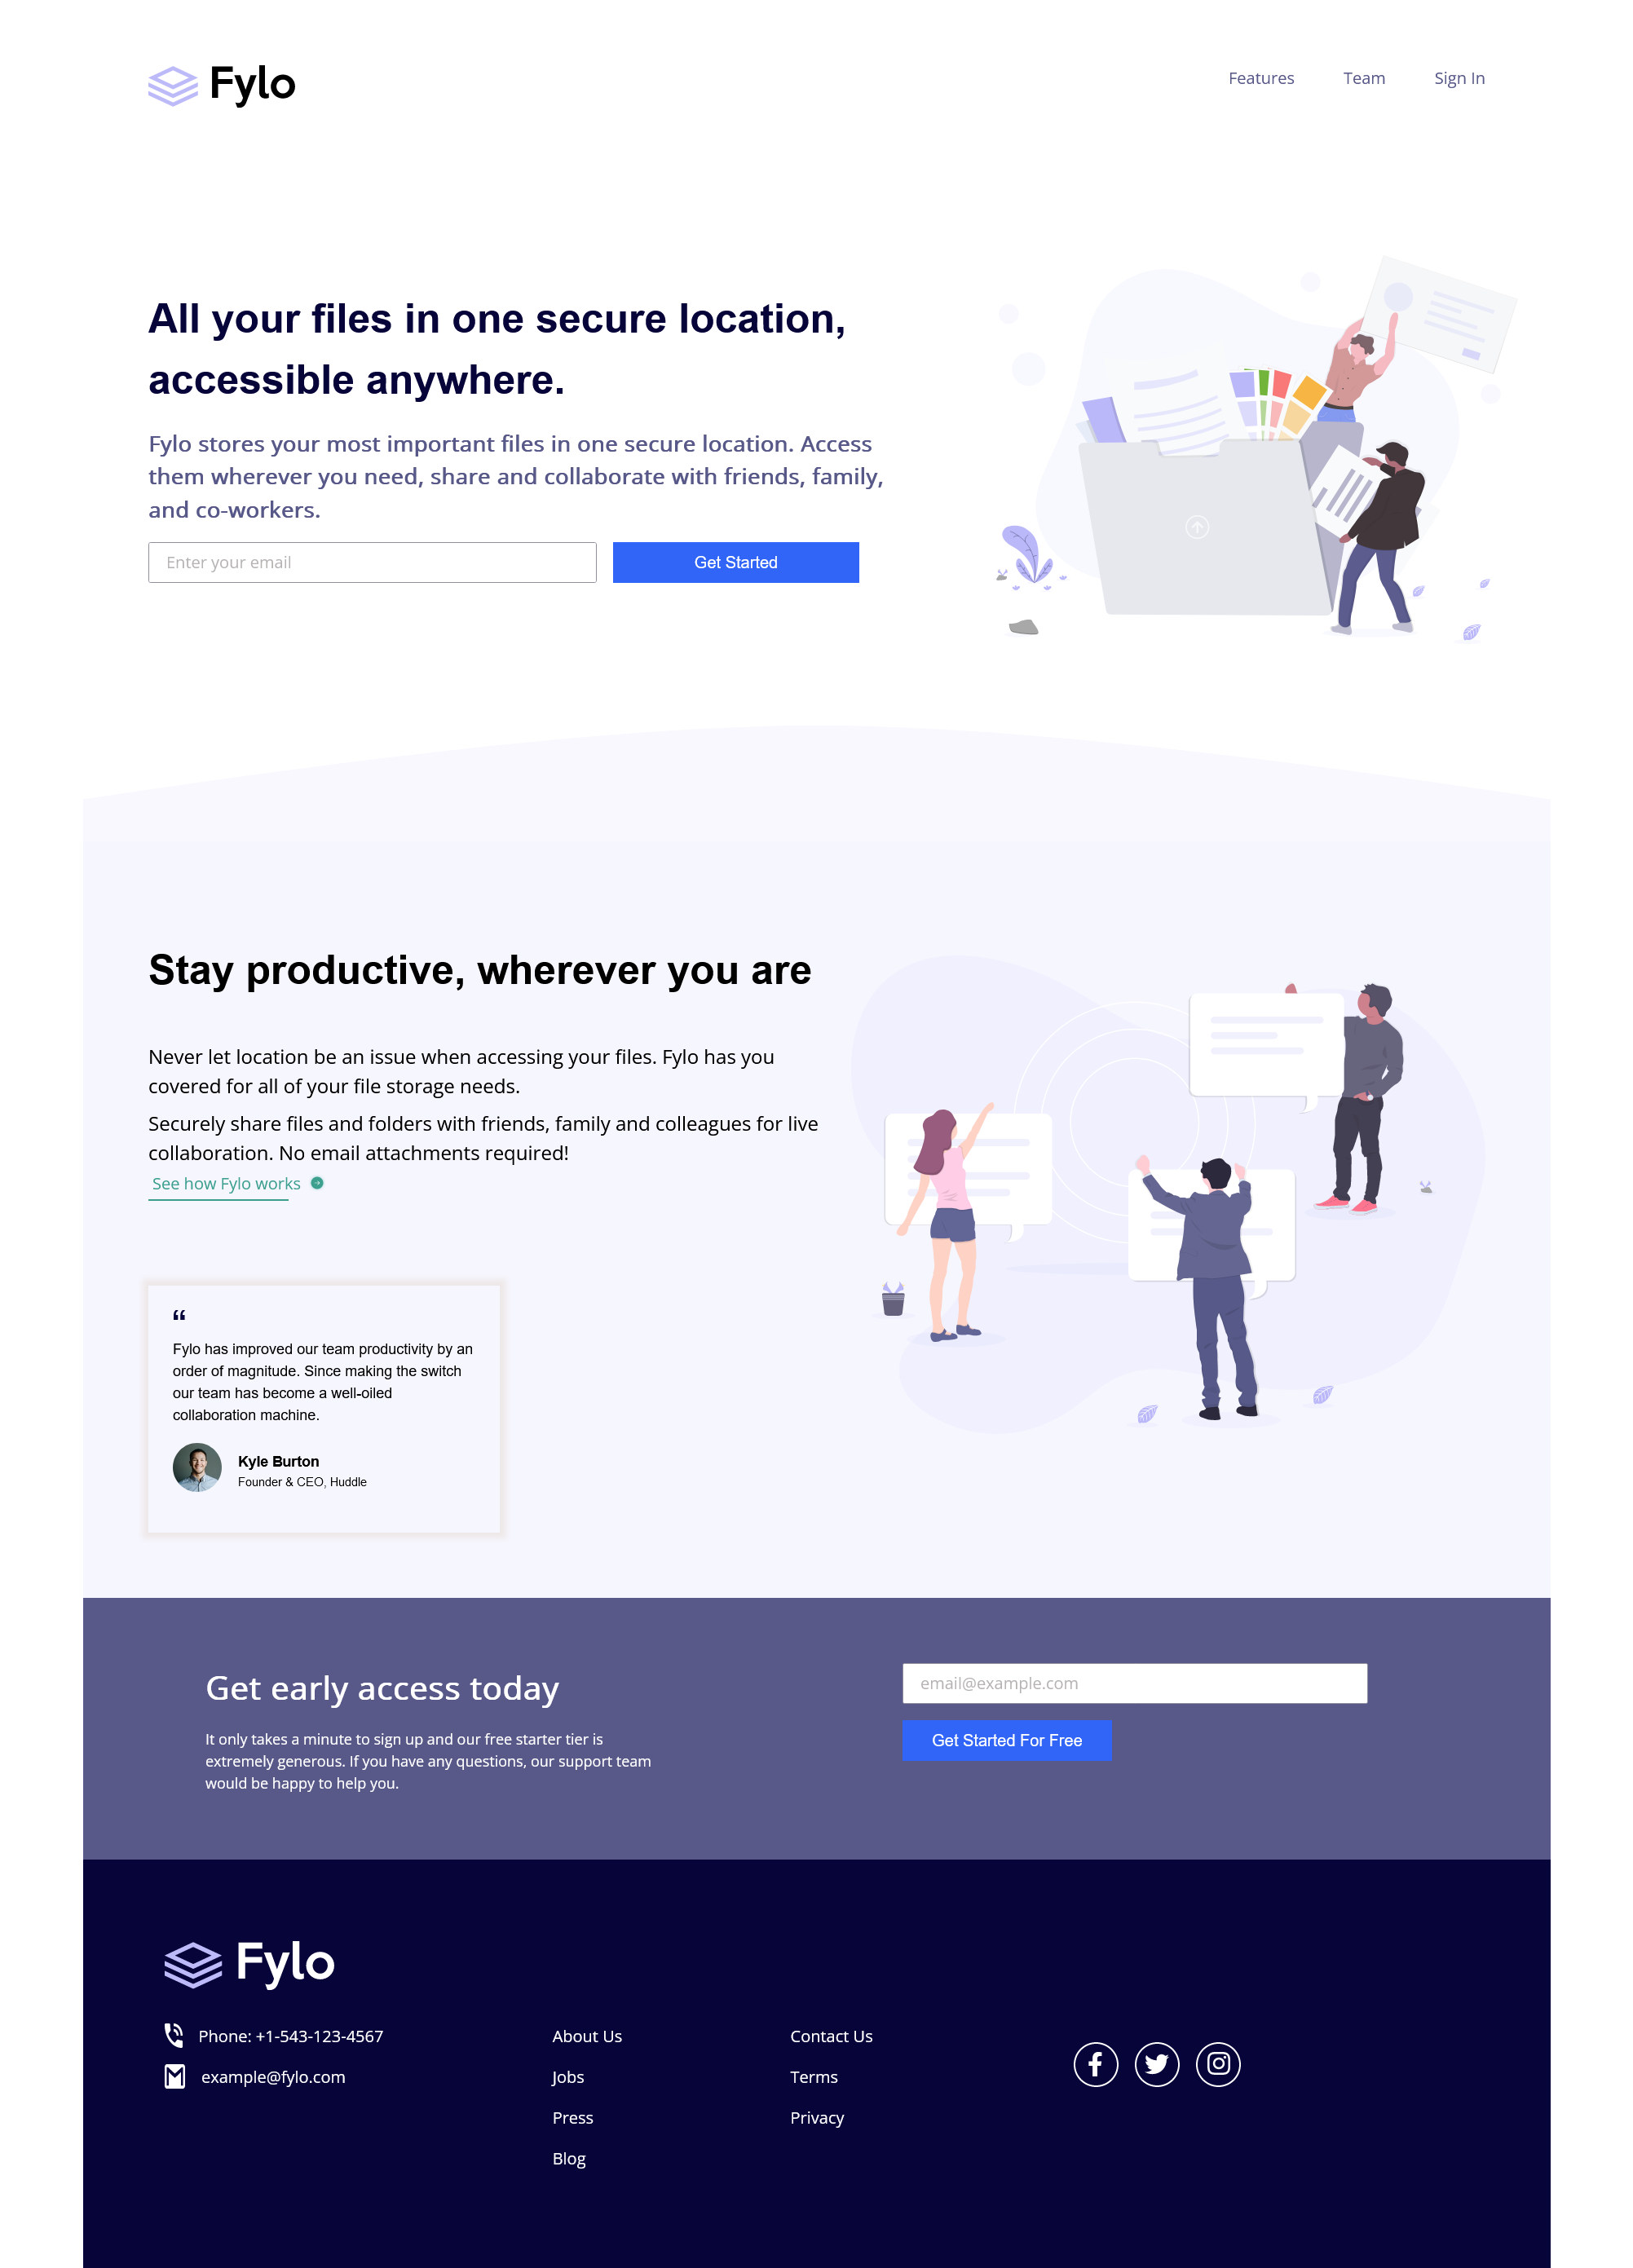 Fylo
Features
Team
Sign In
All your files in one secure location,
accessible anywhere.
Fylo stores your most important files in one secure location. Access
them wherever you need, share and collaborate with friends, family,
and co-workers.
Enter your email
Get Started
Stay productive, wherever you are
Never let location be an issue when accessing your files. Fylo has you
covered for all of your file storage needs.
Securely share files and folders with friends, family and colleagues for live
collaboration. No email attachments required!
See how Fylo works
“
Fylo has improved our team productivity by an
order of magnitude. Since making the switch
our team has become a well-oiled
collaboration machine.
Kyle Burton
Founder & CEO, Huddle
Get early access today
It only takes a minute to sign up and our free starter tier is
extremely generous. If you have any questions, our support team
would be happy to help you.
email@example.com
Get Started For Free
Fylo
Phone: +1-543-123-4567
example@fylo.com
About Us
Jobs
Press
Blog
Contact Us
Terms
Privacy